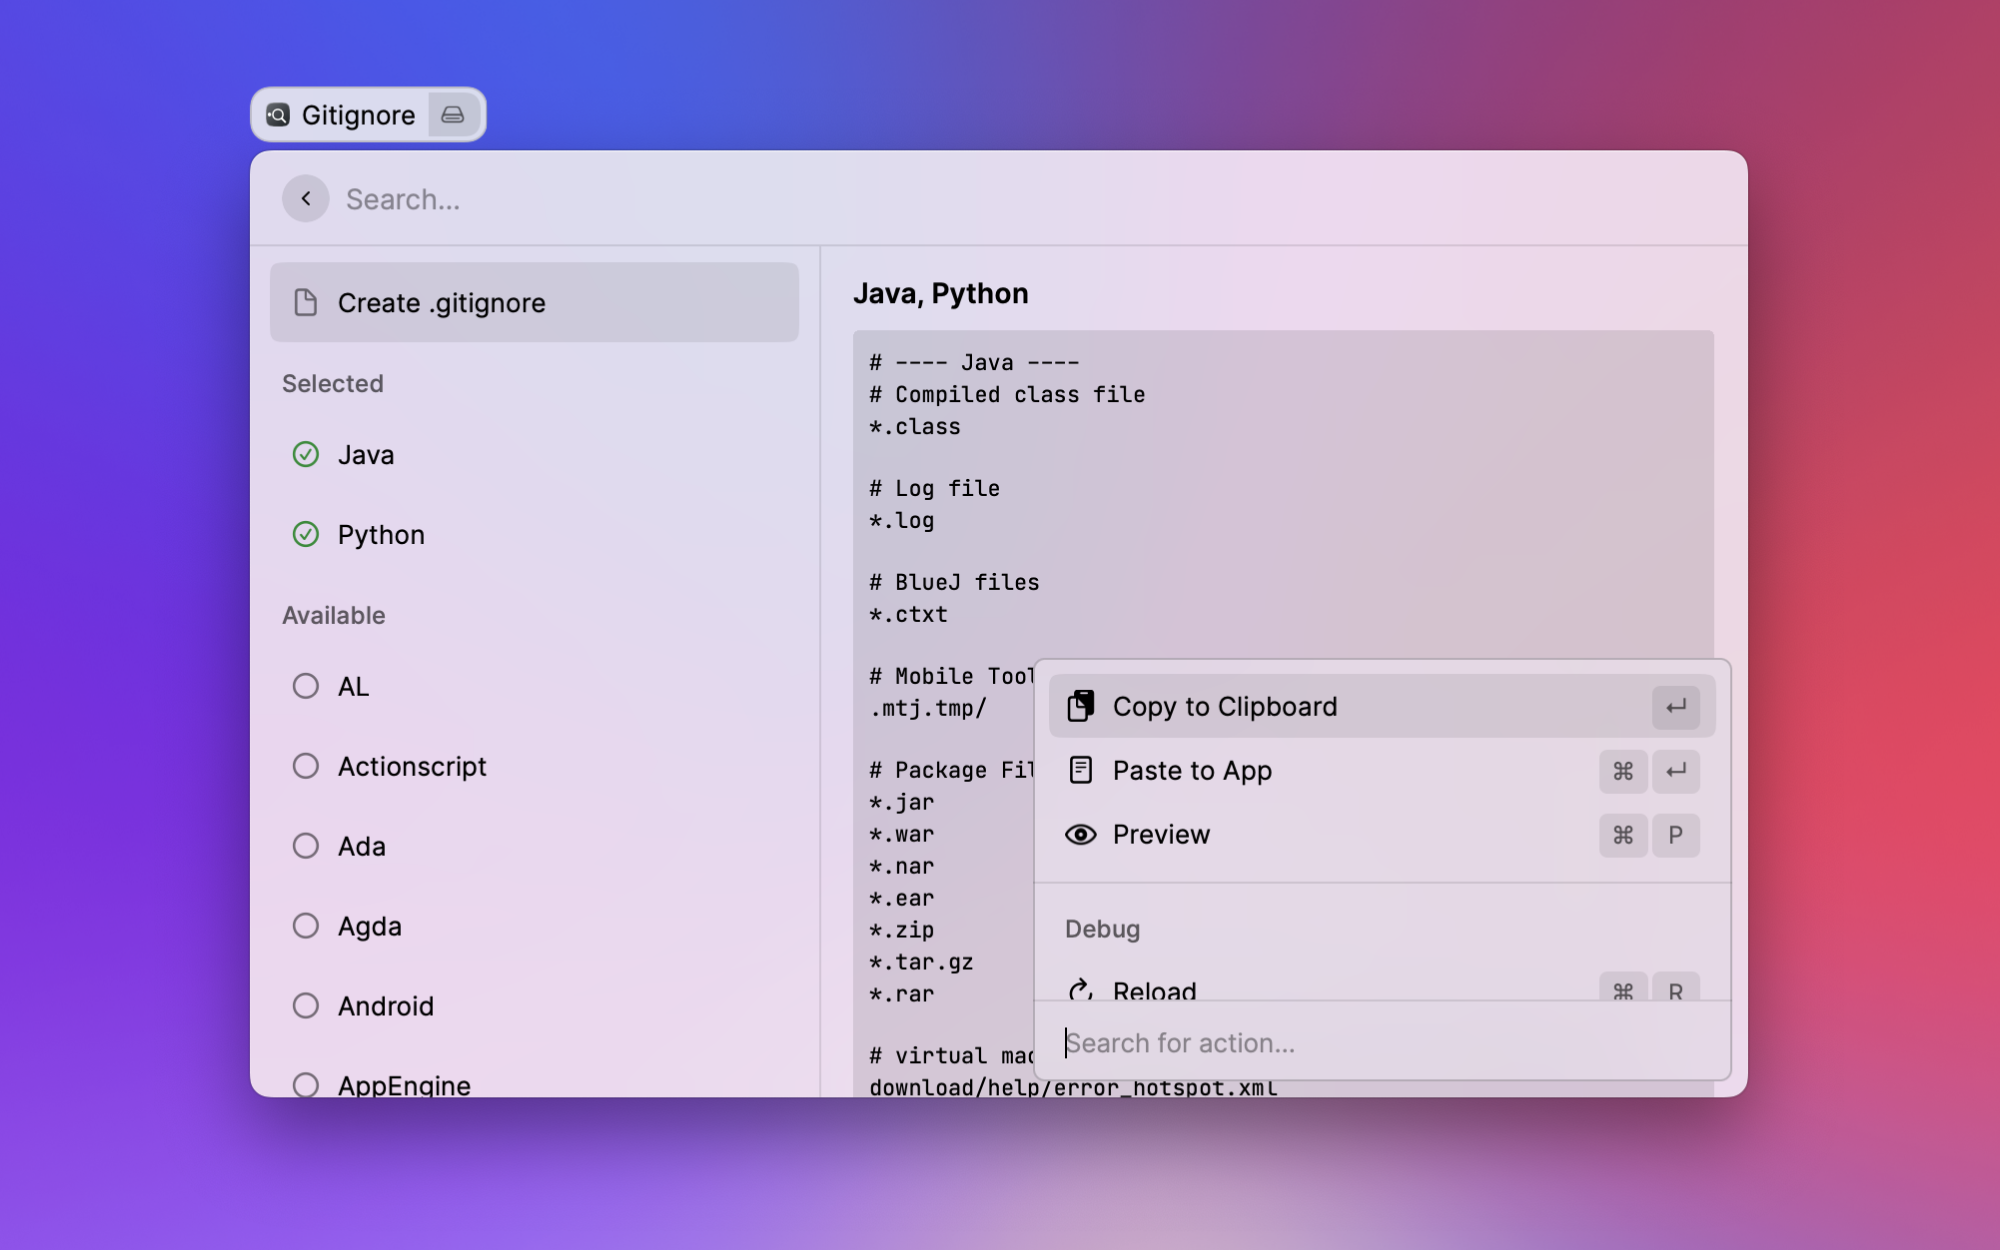 Gitignore
Search...
Create .gitignore
Selected
Java
Python
Available
AL
Actionscript
Ada
Agda
Android
AppEngine
Java, Python
# ---- Java ----
# Compiled class file
*.class
# Log file
*.log
# BlueJ files
*.ctxt
# Mobile Tool
.mtj.tmp/
# Package Fil
*.jar
*.war
*.nar
*.ear
*.zip
*.tar.gz
*.rar
# virtual mac
download/help/error_hotspot.xml
Copy to Clipboard ↵
Paste to App ⌘ ↵
Preview ⌘ P
Debug
Reload ⌘ R
Search for action...